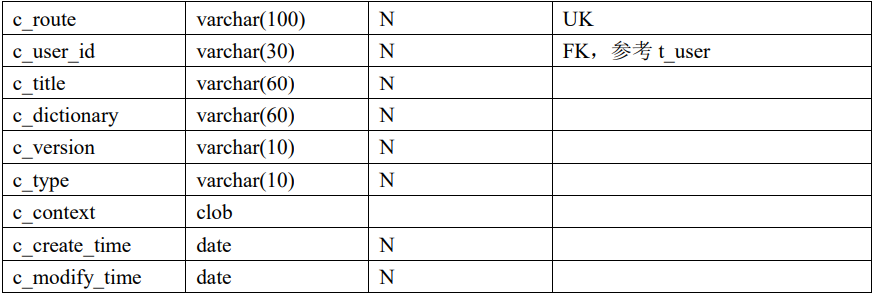 c_route varchar(100) N UK
c_user_id varchar(30) N FK，参考 t_user
c_title varchar(60) N
c_dictionary varchar(60) N
c_version varchar(10) N
c_type varchar(10) N
c_context clob
c_create_time date N
c_modify_time date N